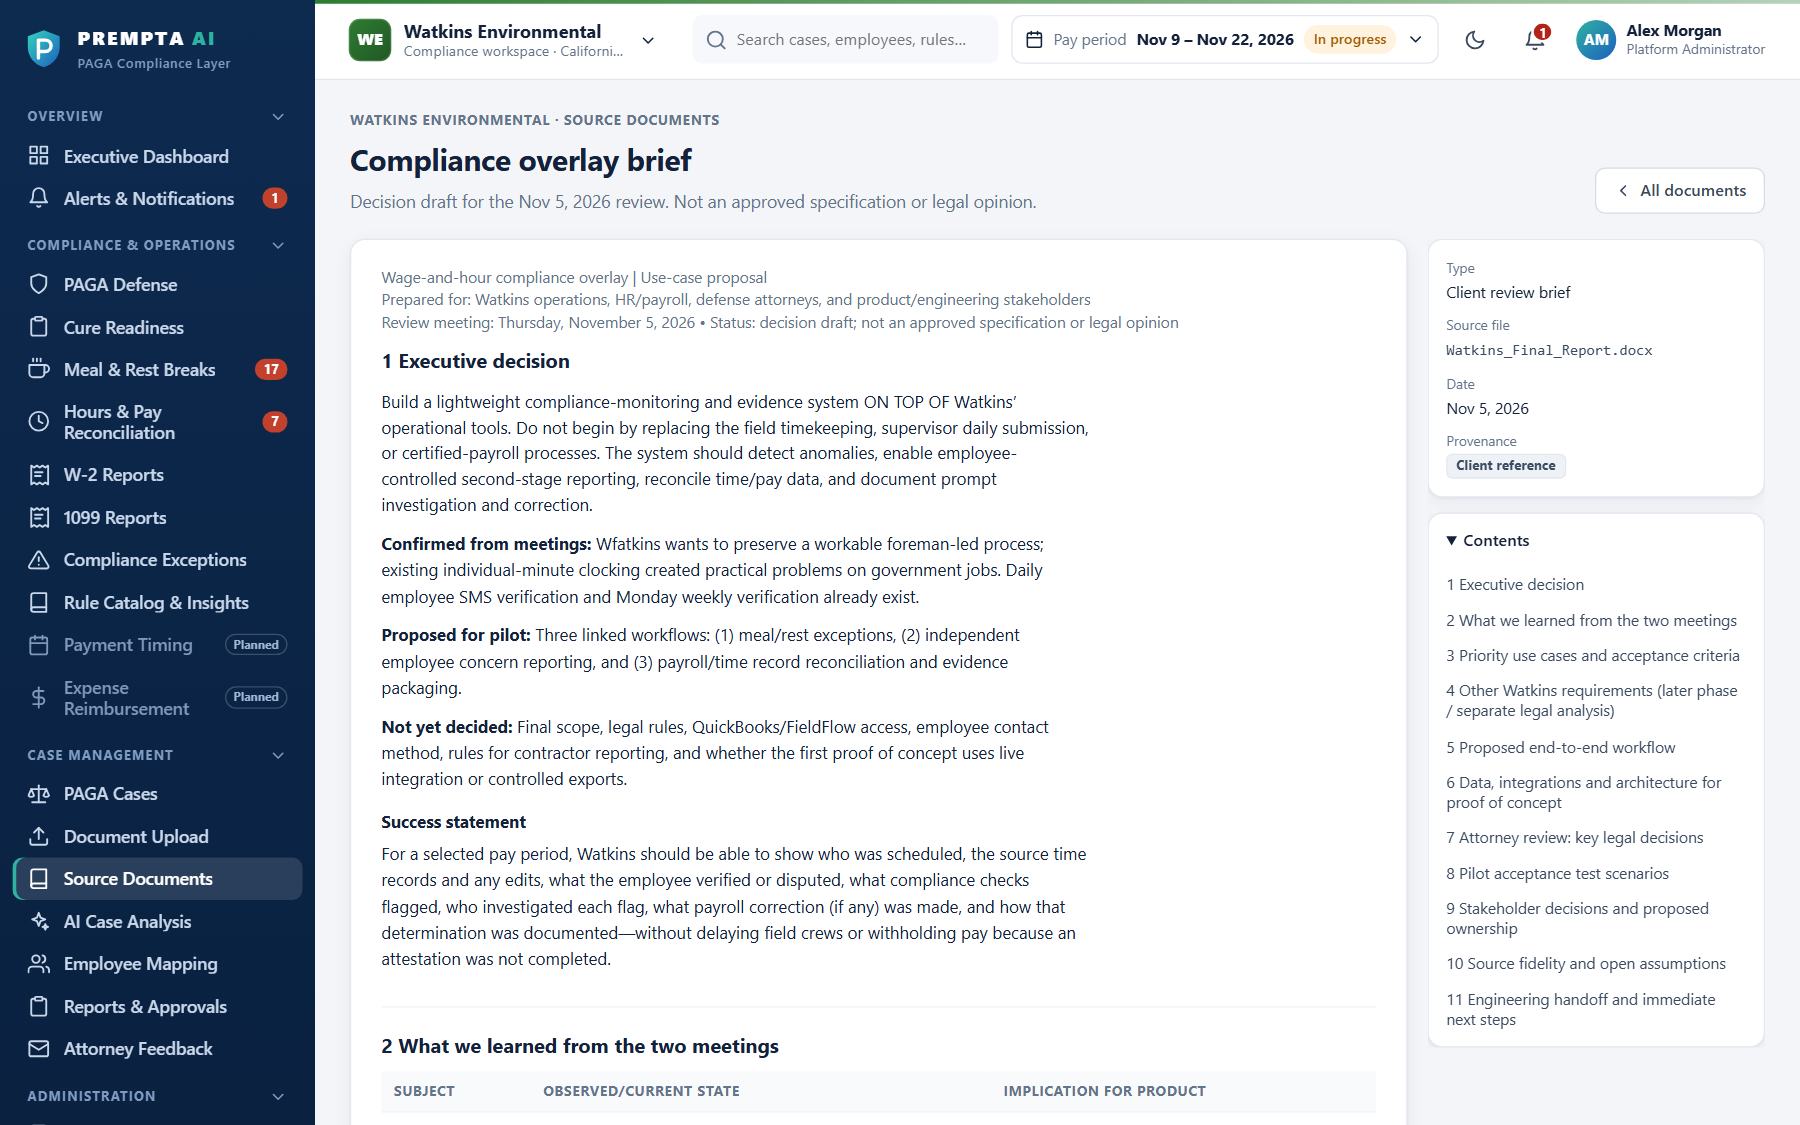 PREMPTA AI
PAGA Compliance Layer
OVERVIEW
Executive Dashboard
Alerts & Notifications
1
COMPLIANCE & OPERATIONS
PAGA Defense
Cure Readiness
Meal & Rest Breaks
17
Hours & Pay
Reconciliation
7
W-2 Reports
1099 Reports
Compliance Exceptions
Rule Catalog & Insights
Payment Timing
Planned
Expense
Reimbursement
Planned
CASE MANAGEMENT
PAGA Cases
Document Upload
Source Documents
AI Case Analysis
Employee Mapping
Reports & Approvals
Attorney Feedback
ADMINISTRATION
WE
Watkins Environmental
Compliance workspace · Californi...
Search cases, employees, rules...
Pay period Nov 9 – Nov 22, 2026 In progress
1
AM
Alex Morgan
Platform Administrator
WATKINS ENVIRONMENTAL · SOURCE DOCUMENTS
Compliance overlay brief
Decision draft for the Nov 5, 2026 review. Not an approved specification or legal opinion.
All documents
Wage-and-hour compliance overlay | Use-case proposal
Prepared for: Watkins operations, HR/payroll, defense attorneys, and product/engineering stakeholders
Review meeting: Thursday, November 5, 2026 • Status: decision draft; not an approved specification or legal opinion
1 Executive decision
Build a lightweight compliance-monitoring and evidence system ON TOP OF Watkins’
operational tools. Do not begin by replacing the field timekeeping, supervisor daily submission,
or certified-payroll processes. The system should detect anomalies, enable employee-
controlled second-stage reporting, reconcile time/pay data, and document prompt
investigation and correction.
Confirmed from meetings: Wfatkins wants to preserve a workable foreman-led process;
existing individual-minute clocking created practical problems on government jobs. Daily
employee SMS verification and Monday weekly verification already exist.
Proposed for pilot: Three linked workflows: (1) meal/rest exceptions, (2) independent
employee concern reporting, and (3) payroll/time record reconciliation and evidence
packaging.
Not yet decided: Final scope, legal rules, QuickBooks/FieldFlow access, employee contact
method, rules for contractor reporting, and whether the first proof of concept uses live
integration or controlled exports.
Success statement
For a selected pay period, Watkins should be able to show who was scheduled, the source time
records and any edits, what the employee verified or disputed, what compliance checks
flagged, who investigated each flag, what payroll correction (if any) was made, and how that
determination was documented—without delaying field crews or withholding pay because an
attestation was not completed.
2 What we learned from the two meetings
SUBJECT
OBSERVED/CURRENT STATE
IMPLICATION FOR PRODUCT
Type
Client review brief
Source file
Watkins_Final_Report.docx
Date
Nov 5, 2026
Provenance
Client reference
Contents
1 Executive decision
2 What we learned from the two meetings
3 Priority use cases and acceptance criteria
4 Other Watkins requirements (later phase
/ separate legal analysis)
5 Proposed end-to-end workflow
6 Data, integrations and architecture for
proof of concept
7 Attorney review: key legal decisions
8 Pilot acceptance test scenarios
9 Stakeholder decisions and proposed
ownership
10 Source fidelity and open assumptions
11 Engineering handoff and immediate
next steps